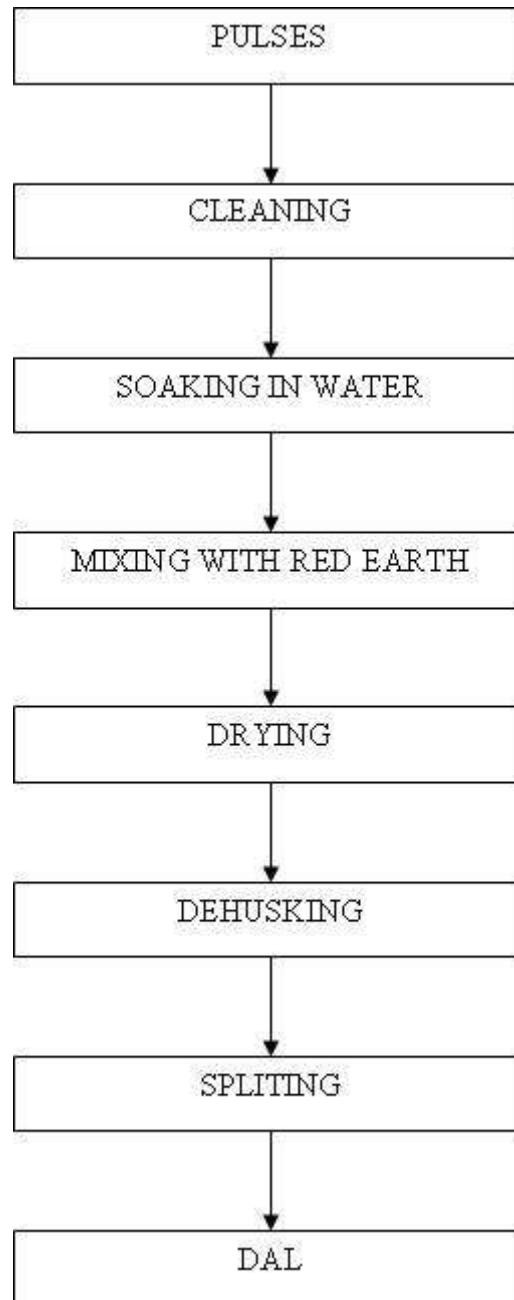 PULSES
CLEANING
SOAKING IN WATER
MIXING WITH RED EARTH
DRYING
DEHUSKING
SPLITING
DAL